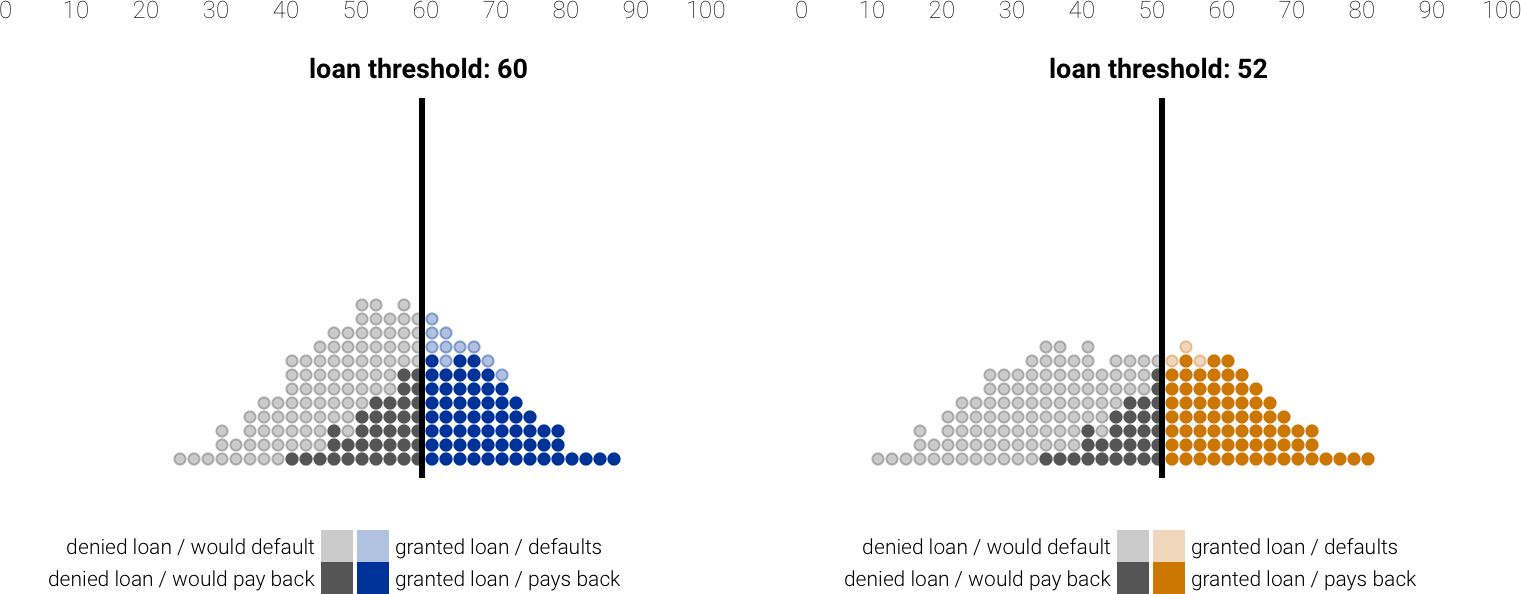 0 10 20 30 40 50 60 70 80 90 100
0 10 20 30 40 50 60 70 80 90 100
loan threshold: 60
loan threshold: 52
denied loan / would default
granted loan / defaults
denied loan / would pay back
granted loan / pays back
denied loan / would default
granted loan / defaults
denied loan / would pay back
granted loan / pays back